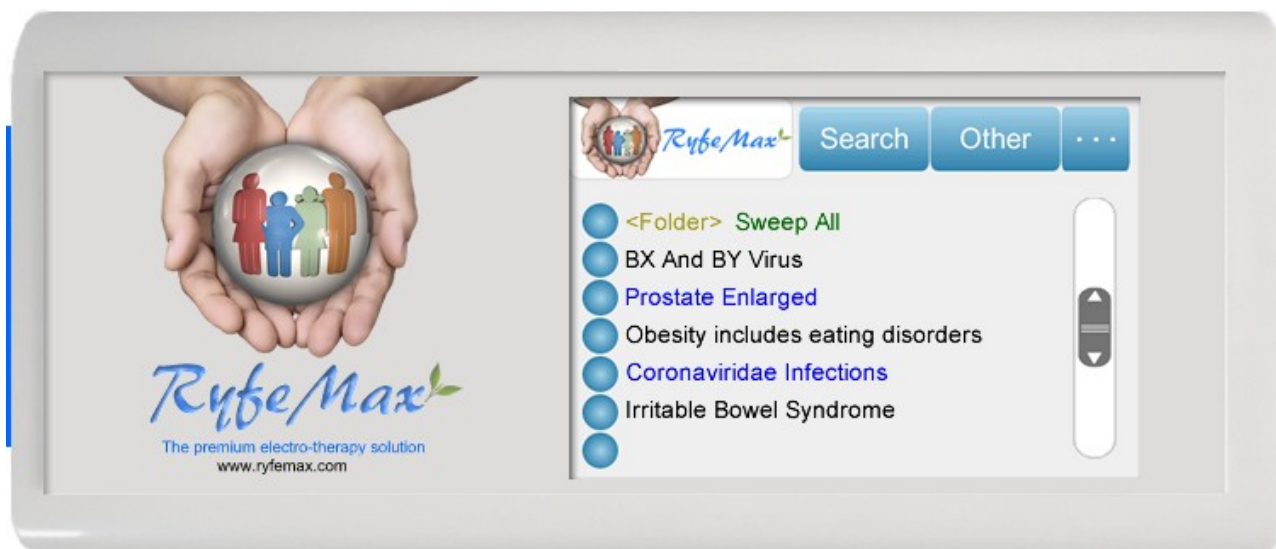 RyfeMax
The premium electro-therapy solution
www.ryfemax.com
RyfeMax
Search
Other
...
<Folder> Sweep All
BX And BY Virus
Prostate Enlarged
Obesity includes eating disorders
Coronaviridae Infections
Irritable Bowel Syndrome